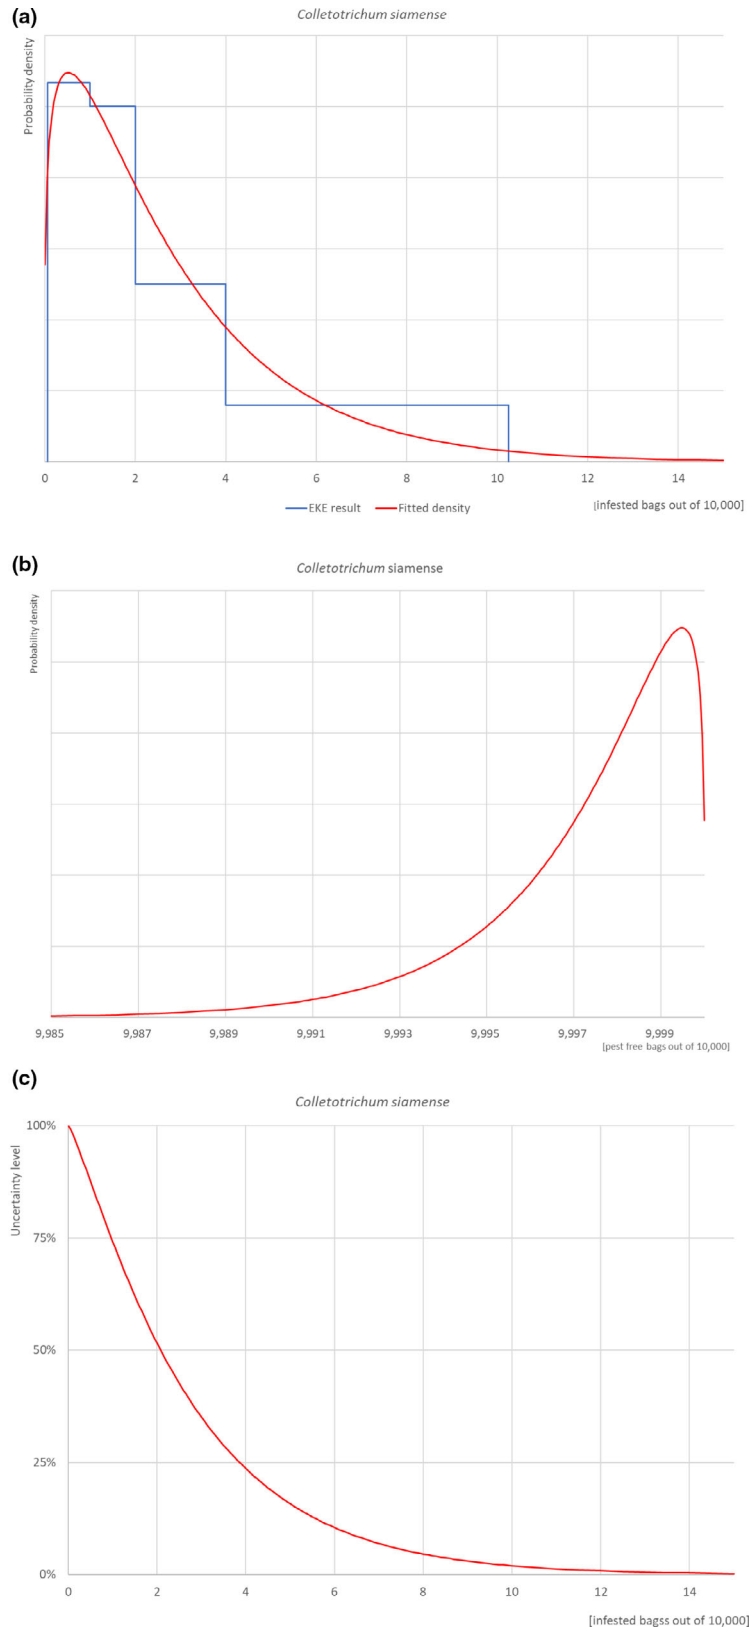 (a)
Colletotrichum siamense
Probability density
0 2 4 6 8 10 12 14
[infested bags out of 10,000]
EKE result Fitted density
(b)
Colletotrichum siamense
Probability density
9,985 9,987 9,989 9,991 9,993 9,995 9,997 9,999
[pest free bags out of 10,000]
(c)
Colletotrichum siamense
Uncertainty level
100%
75%
50%
25%
0%
0 2 4 6 8 10 12 14
[infested bagss out of 10,000]